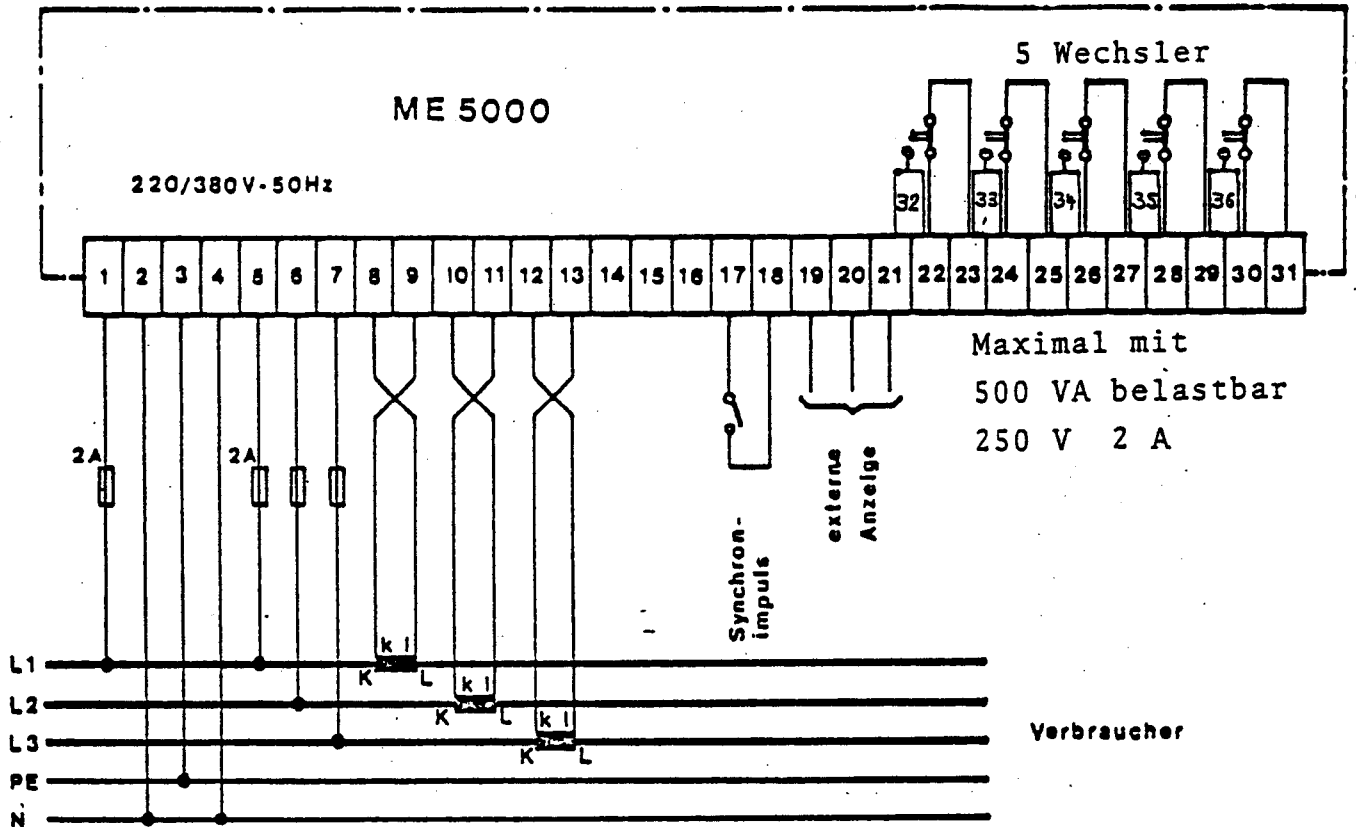 5 Wechsler
ME 5000
220/380V-50Hz
32 33 34 35 36
1 2 3 4 5 6 7 8 9 10 11 12 13 14 15 16 17 18 19 20 21 22 23 24 25 26 27 28 29 30 31
Maximal mit
500 VA belastbar
250 V 2 A
2A 2A
externe
Anzeige
Synchron-
impuls
L1
k l
K L
L2
k l
K L
L3
k l
K L
Verbraucher
PE
N